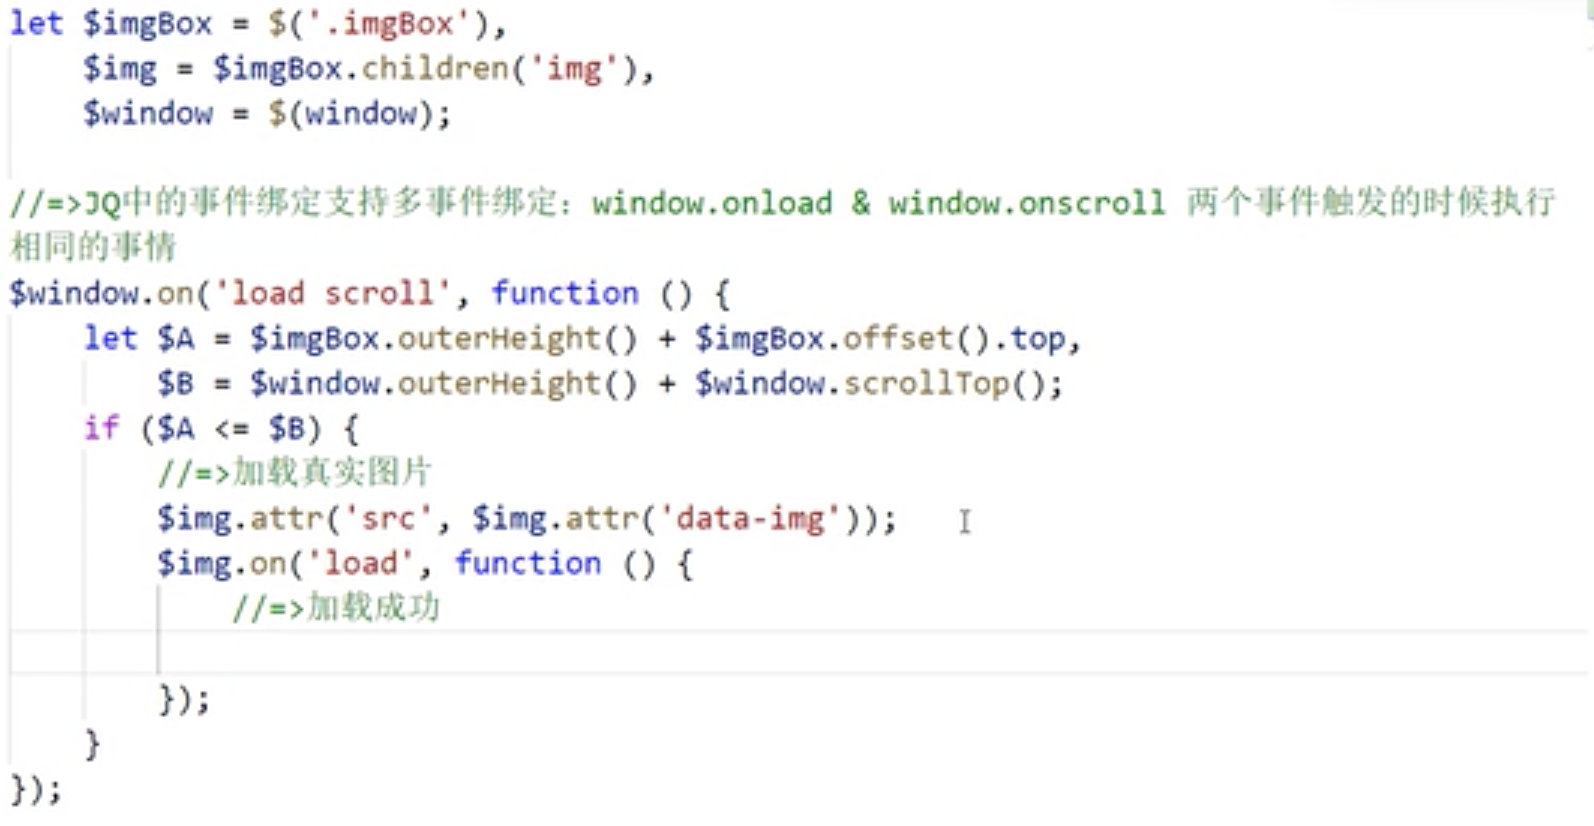 let $imgBox = $('.imgBox'),
    $img = $imgBox.children('img'),
    $window = $(window);
//=>JQ中的事件绑定支持多事件绑定：window.onload & window.onscroll 两个事件触发的时候执行
相同的事情
$window.on('load scroll', function () {
    let $A = $imgBox.outerHeight() + $imgBox.offset().top,
        $B = $window.outerHeight() + $window.scrollTop();
    if ($A <= $B) {
        //=>加载真实图片
        $img.attr('src', $img.attr('data-img'));
        $img.on('load', function () {
            //=>加载成功
        });
    }
});